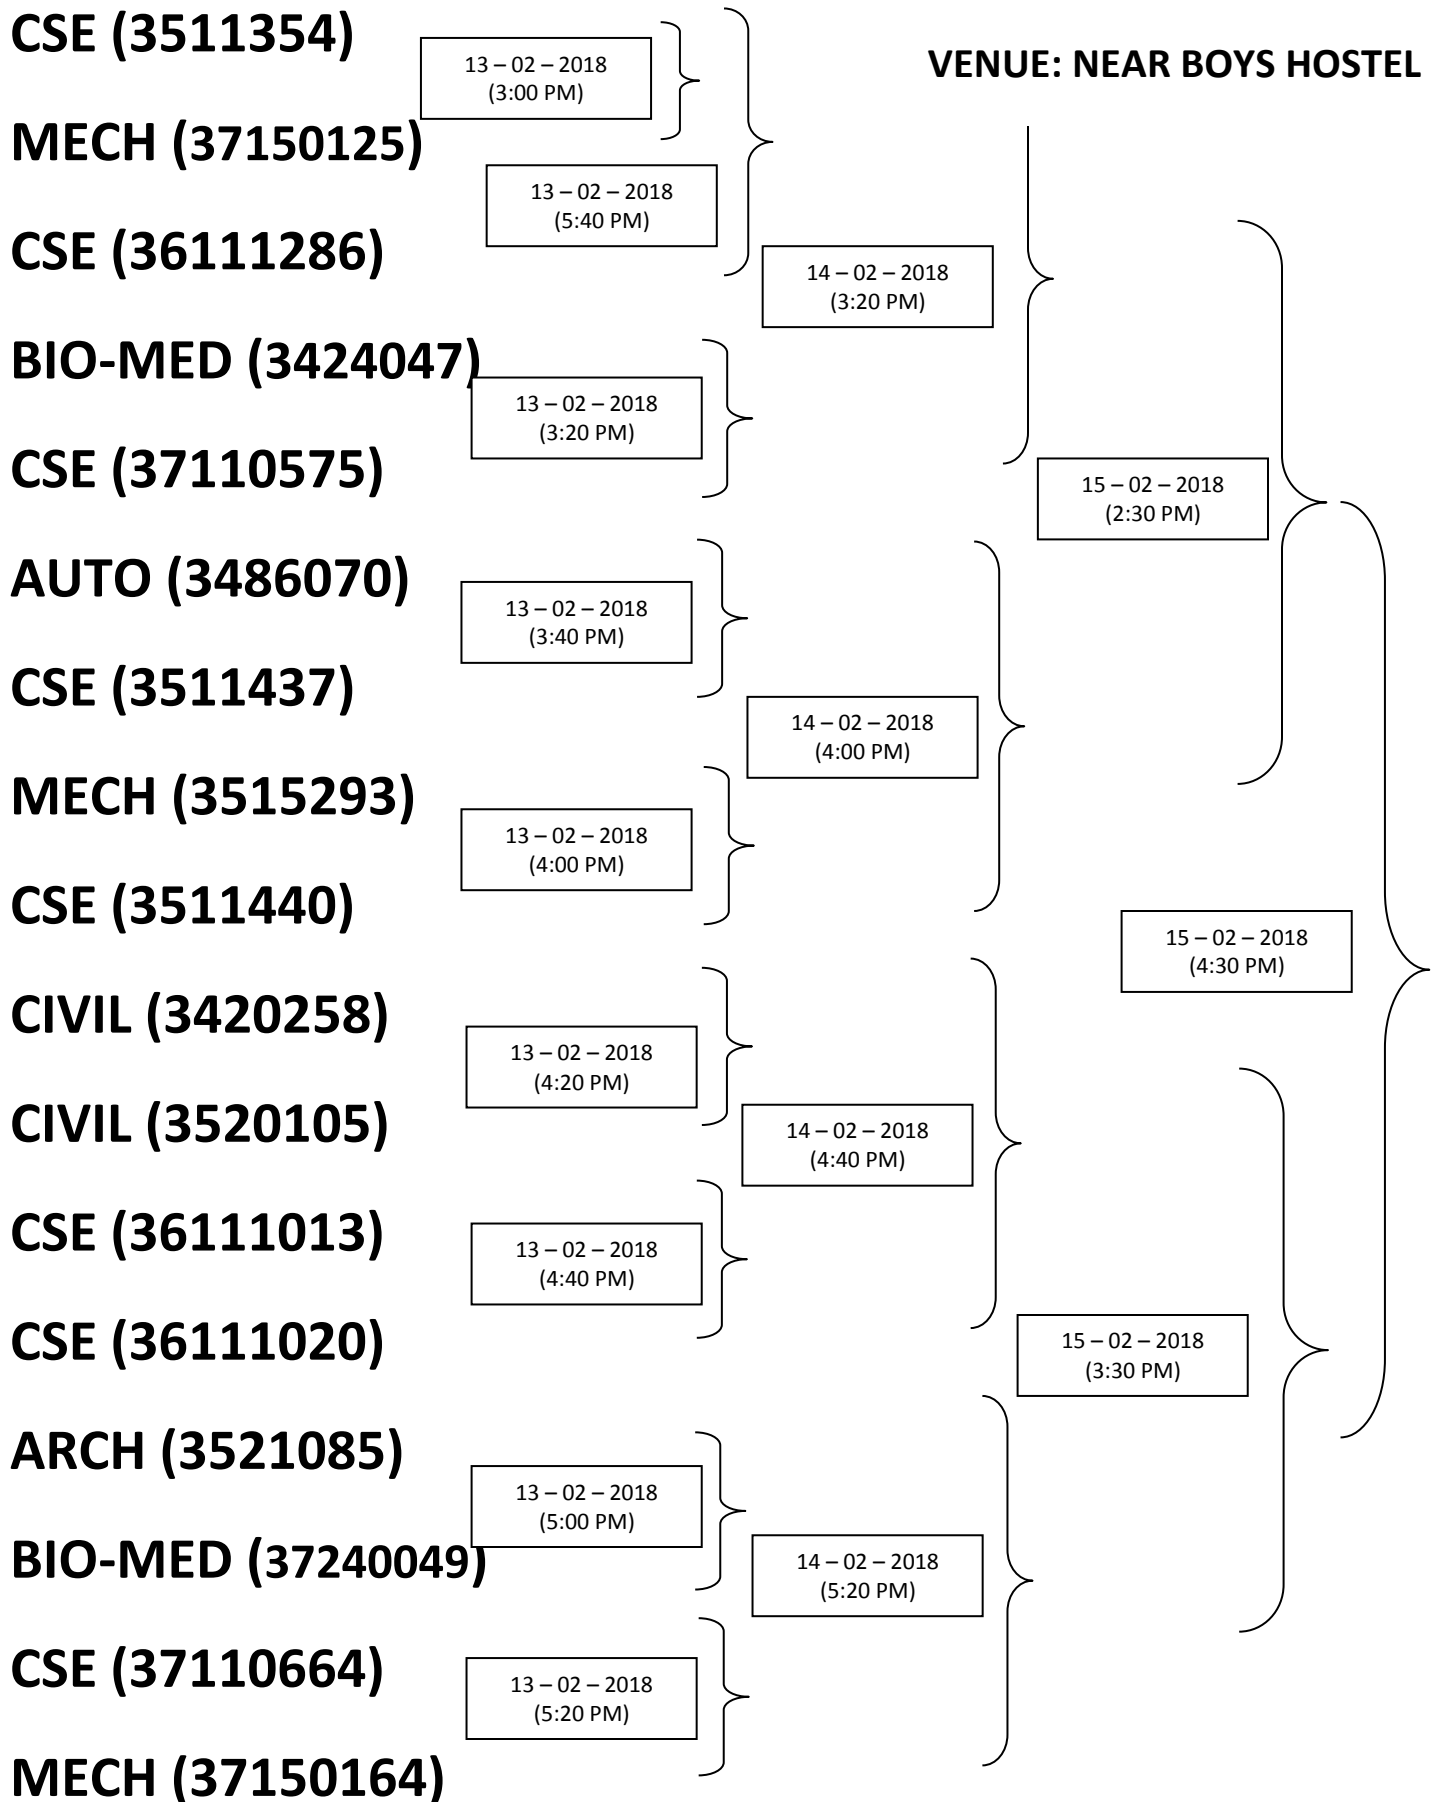 CSE (3511354)
13 – 02 – 2018
(3:00 PM)
VENUE: NEAR BOYS HOSTEL
MECH (37150125)
13 – 02 – 2018
(5:40 PM)
CSE (36111286)
14 – 02 – 2018
(3:20 PM)
BIO-MED (3424047)
13 – 02 – 2018
(3:20 PM)
CSE (37110575)
15 – 02 – 2018
(2:30 PM)
AUTO (3486070)
13 – 02 – 2018
(3:40 PM)
CSE (3511437)
14 – 02 – 2018
(4:00 PM)
MECH (3515293)
13 – 02 – 2018
(4:00 PM)
CSE (3511440)
15 – 02 – 2018
(4:30 PM)
CIVIL (3420258)
13 – 02 – 2018
(4:20 PM)
CIVIL (3520105)
14 – 02 – 2018
(4:40 PM)
CSE (36111013)
13 – 02 – 2018
(4:40 PM)
CSE (36111020)
15 – 02 – 2018
(3:30 PM)
ARCH (3521085)
13 – 02 – 2018
(5:00 PM)
BIO-MED (37240049)
14 – 02 – 2018
(5:20 PM)
CSE (37110664)
13 – 02 – 2018
(5:20 PM)
MECH (37150164)